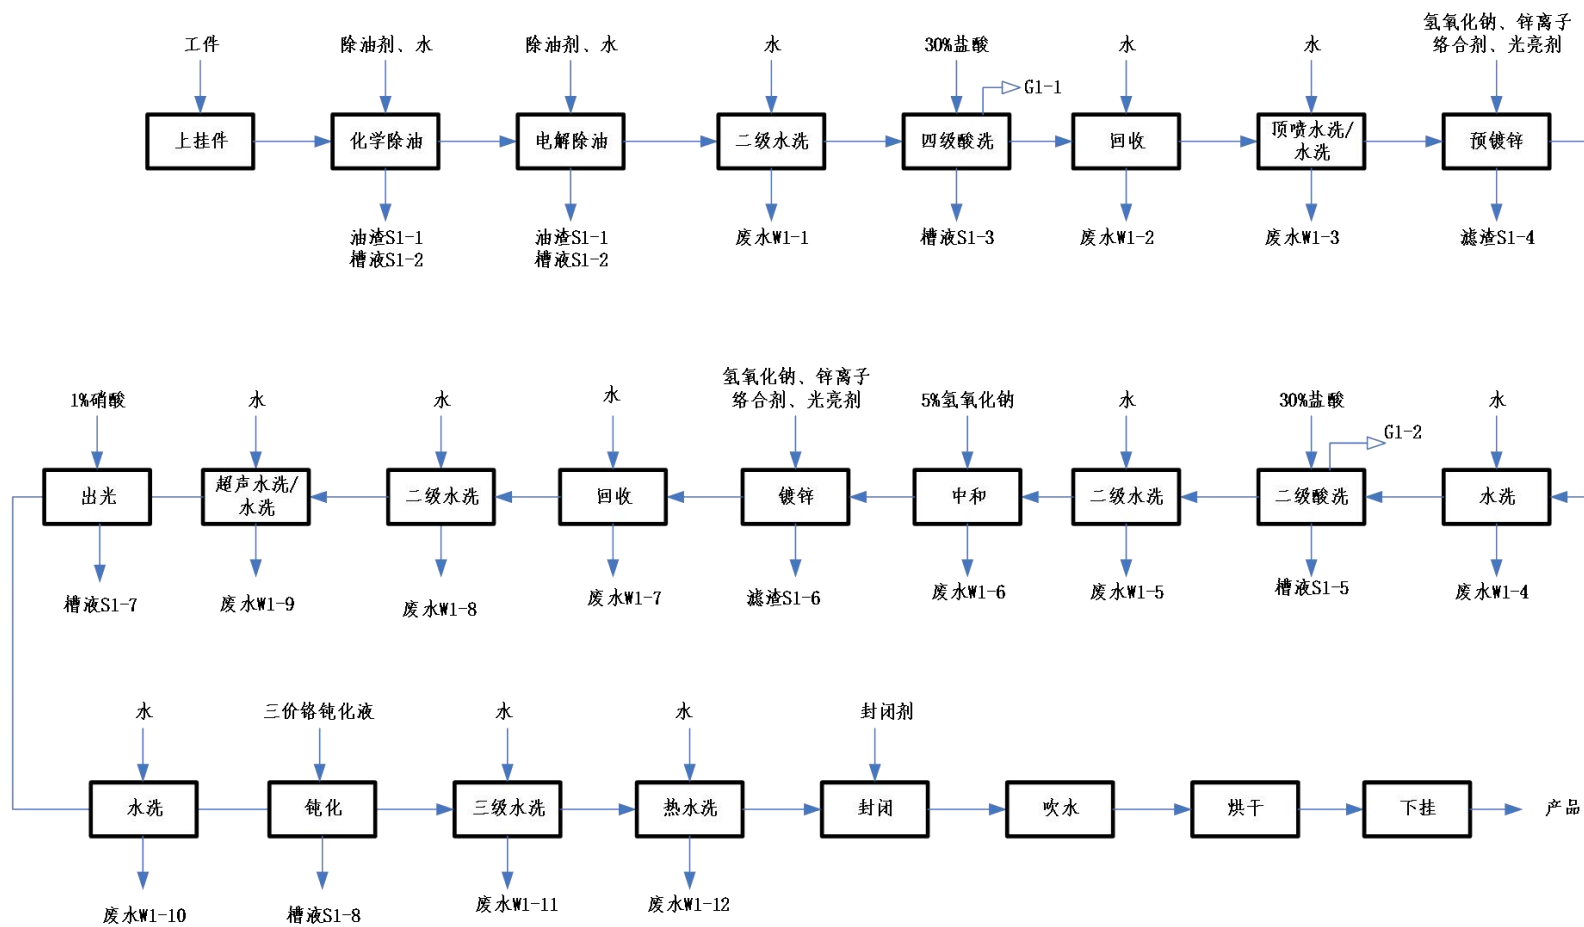 工件
除油剂、水
除油剂、水
水
30%盐酸
水
水
氢氧化钠、锌离子
络合剂、光亮剂
G1-1
上挂件
化学除油
电解除油
二级水洗
四级酸洗
回收
顶喷水洗/
水洗
预镀锌
油渣S1-1
槽液S1-2
油渣S1-1
槽液S1-2
废水W1-1
槽液S1-3
废水W1-2
废水W1-3
滤渣S1-4
1%硝酸
水
水
水
氢氧化钠、锌离子
络合剂、光亮剂
5%氢氧化钠
水
30%盐酸
水
G1-2
出光
超声水洗/
水洗
二级水洗
回收
镀锌
中和
二级水洗
二级酸洗
水洗
槽液S1-7
废水W1-9
废水W1-8
废水W1-7
滤渣S1-6
废水W1-6
废水W1-5
槽液S1-5
废水W1-4
水
三价铬钝化液
水
水
封闭剂
水洗
钝化
三级水洗
热水洗
封闭
吹水
烘干
下挂
产品
废水W1-10
槽液S1-8
废水W1-11
废水W1-12